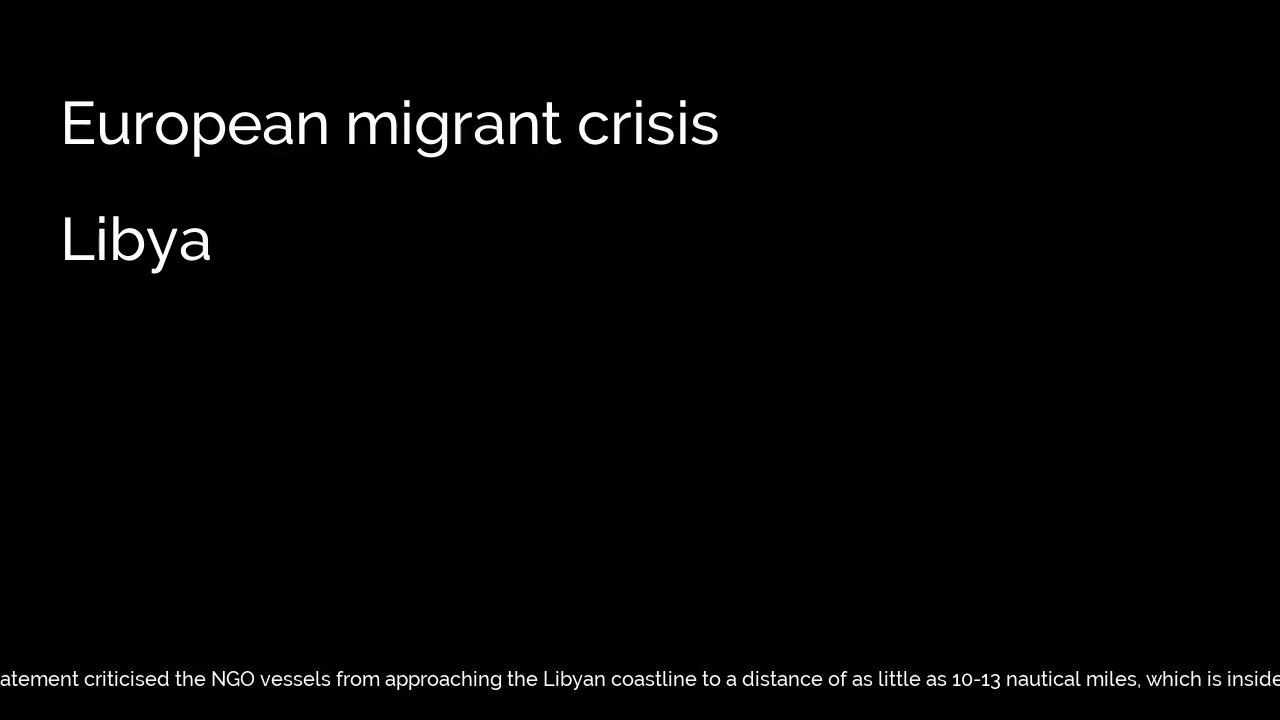 European migrant crisis
Libya
atement criticised the NGO vessels from approaching the Libyan coastline to a distance of as little as 10-13 nautical miles, which is inside